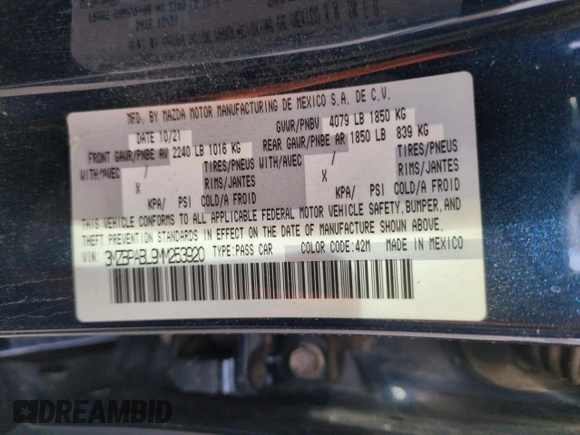 MFD. BY MAZDA MOTOR MANUFACTURING DE MEXICO S.A. DE C.V.
DATE 10/21 GVWR/PNBV 4079 LB 1850 KG
FRONT GAWR/PNBE AV 2240 LB 1016 KG REAR GAWR/PNBE AR 1850 LB 839 KG
WITH/AVEC / TIRES/PNEUS WITH/AVEC / TIRES/PNEUS
X RIMS/JANTES X RIMS/JANTES
KPA/ PSI COLD/A FROID KPA/ PSI COLD/A FROID
THIS VEHICLE CONFORMS TO ALL APPLICABLE FEDERAL MOTOR VEHICLE SAFETY, BUMPER, AND
THEFT PREVENTION STANDARDS IN EFFECT ON THE DATE OF MANUFACTURE SHOWN ABOVE.
VIN: TYPE:PASS CAR COLOR CODE:42M MADE IN MEXICO
DREAMBID